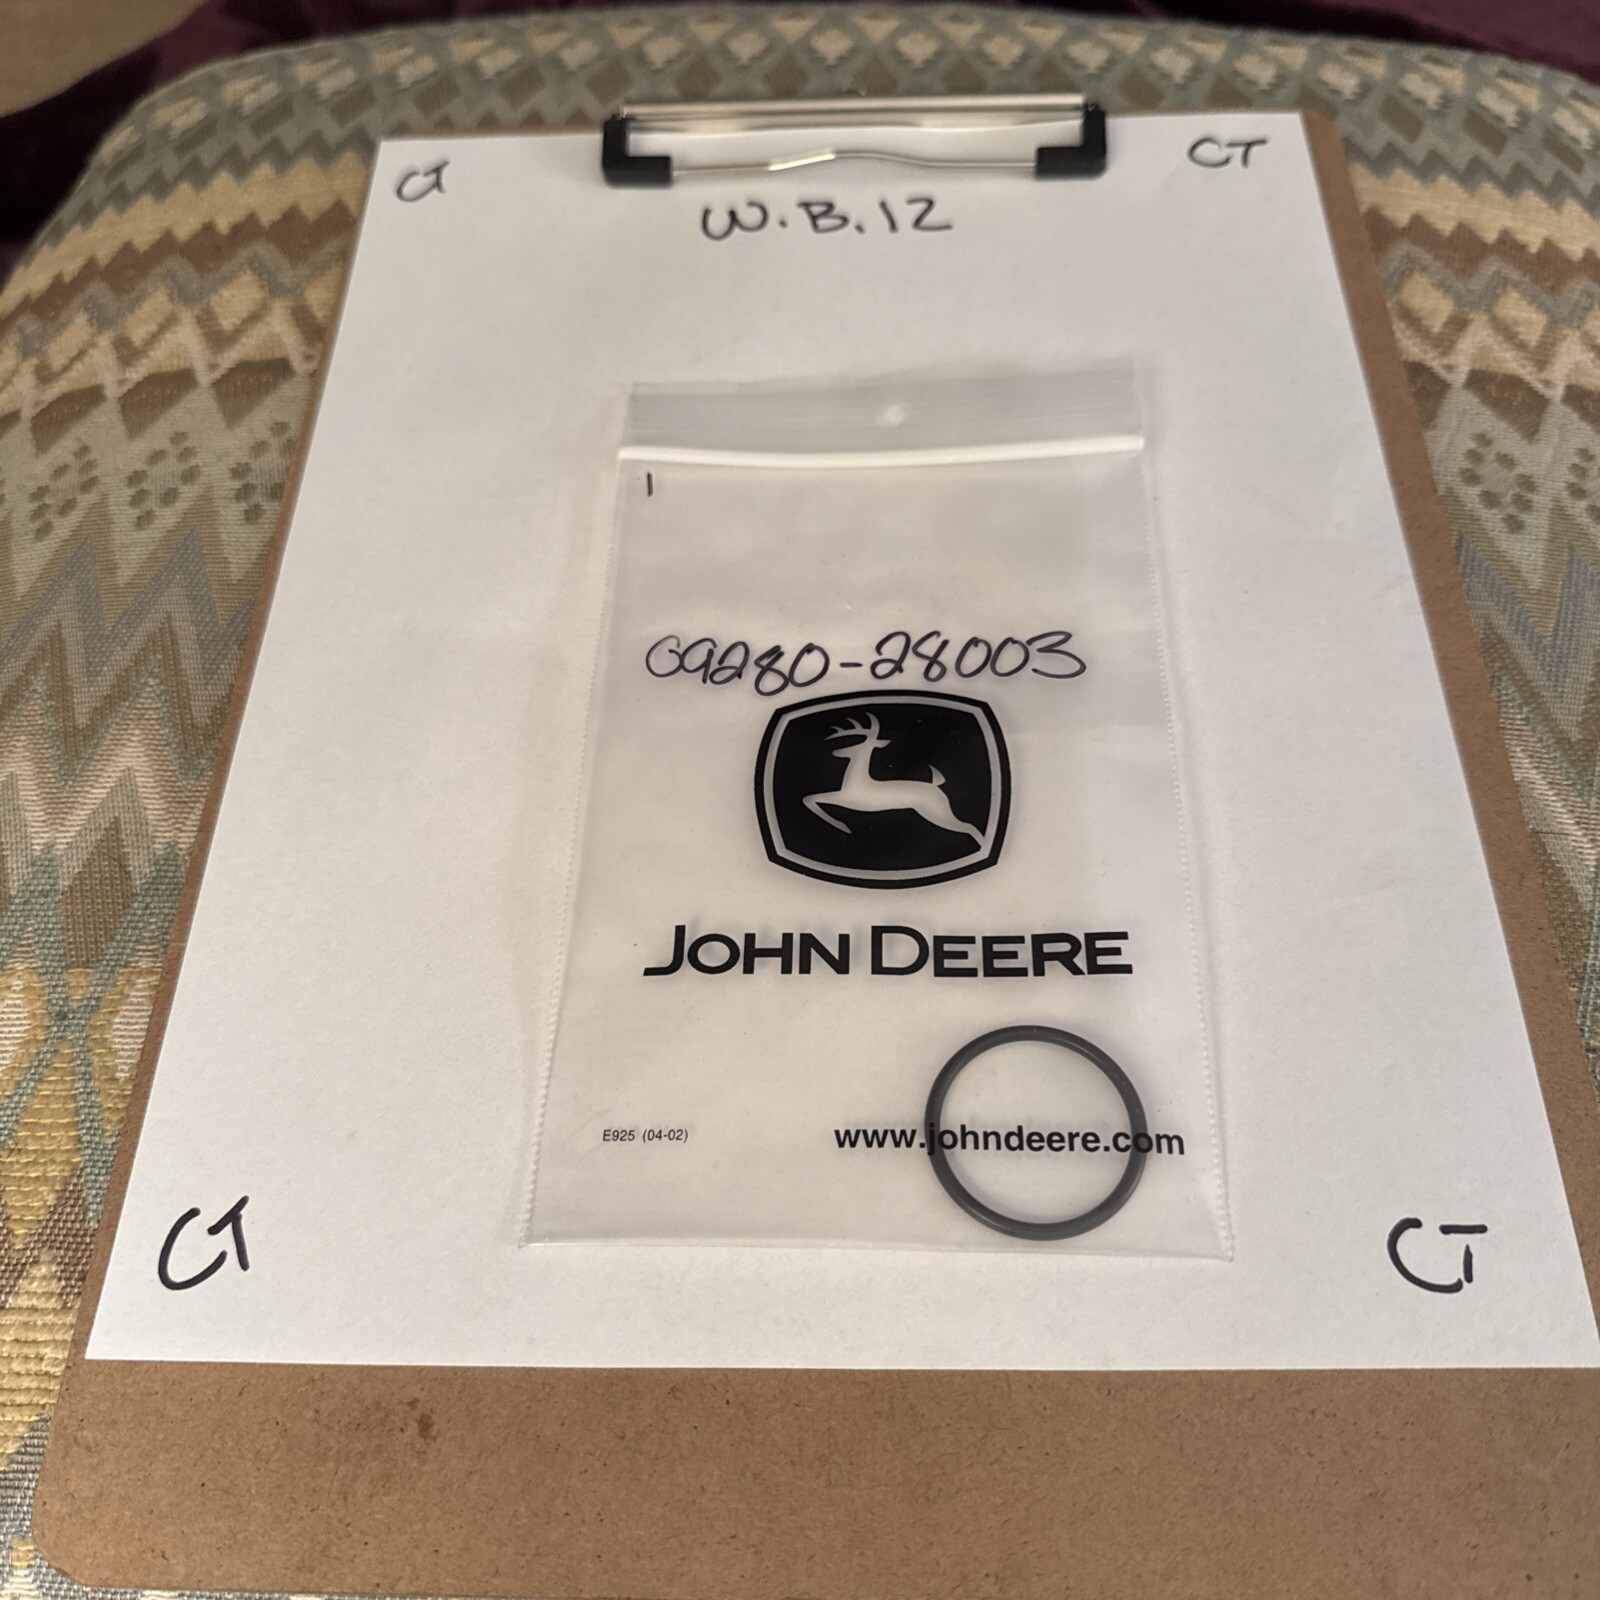 CT
CT
W.B.12
1
09280-28003
JOHN DEERE
E925 (04-02)
www.johndeere.com
CT
CT